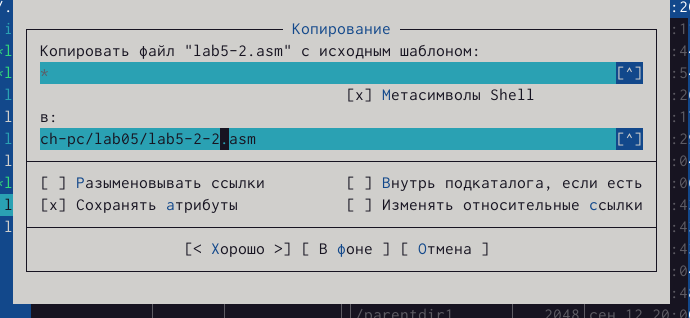 Копирование
Копировать файл "lab5-2.asm" с исходным шаблоном:
* [^]
[x] Метасимволы Shell
в:
ch-pc/lab05/lab5-2-2.asm [^]
[ ] Разыменовывать ссылки [ ] Внутрь подкаталога, если есть
[x] Сохранять атрибуты [ ] Изменять относительные ссылки
[< Хорошо >] [ В фоне ] [ Отмена ]
/parentdir1 2048 сен 12 20:0